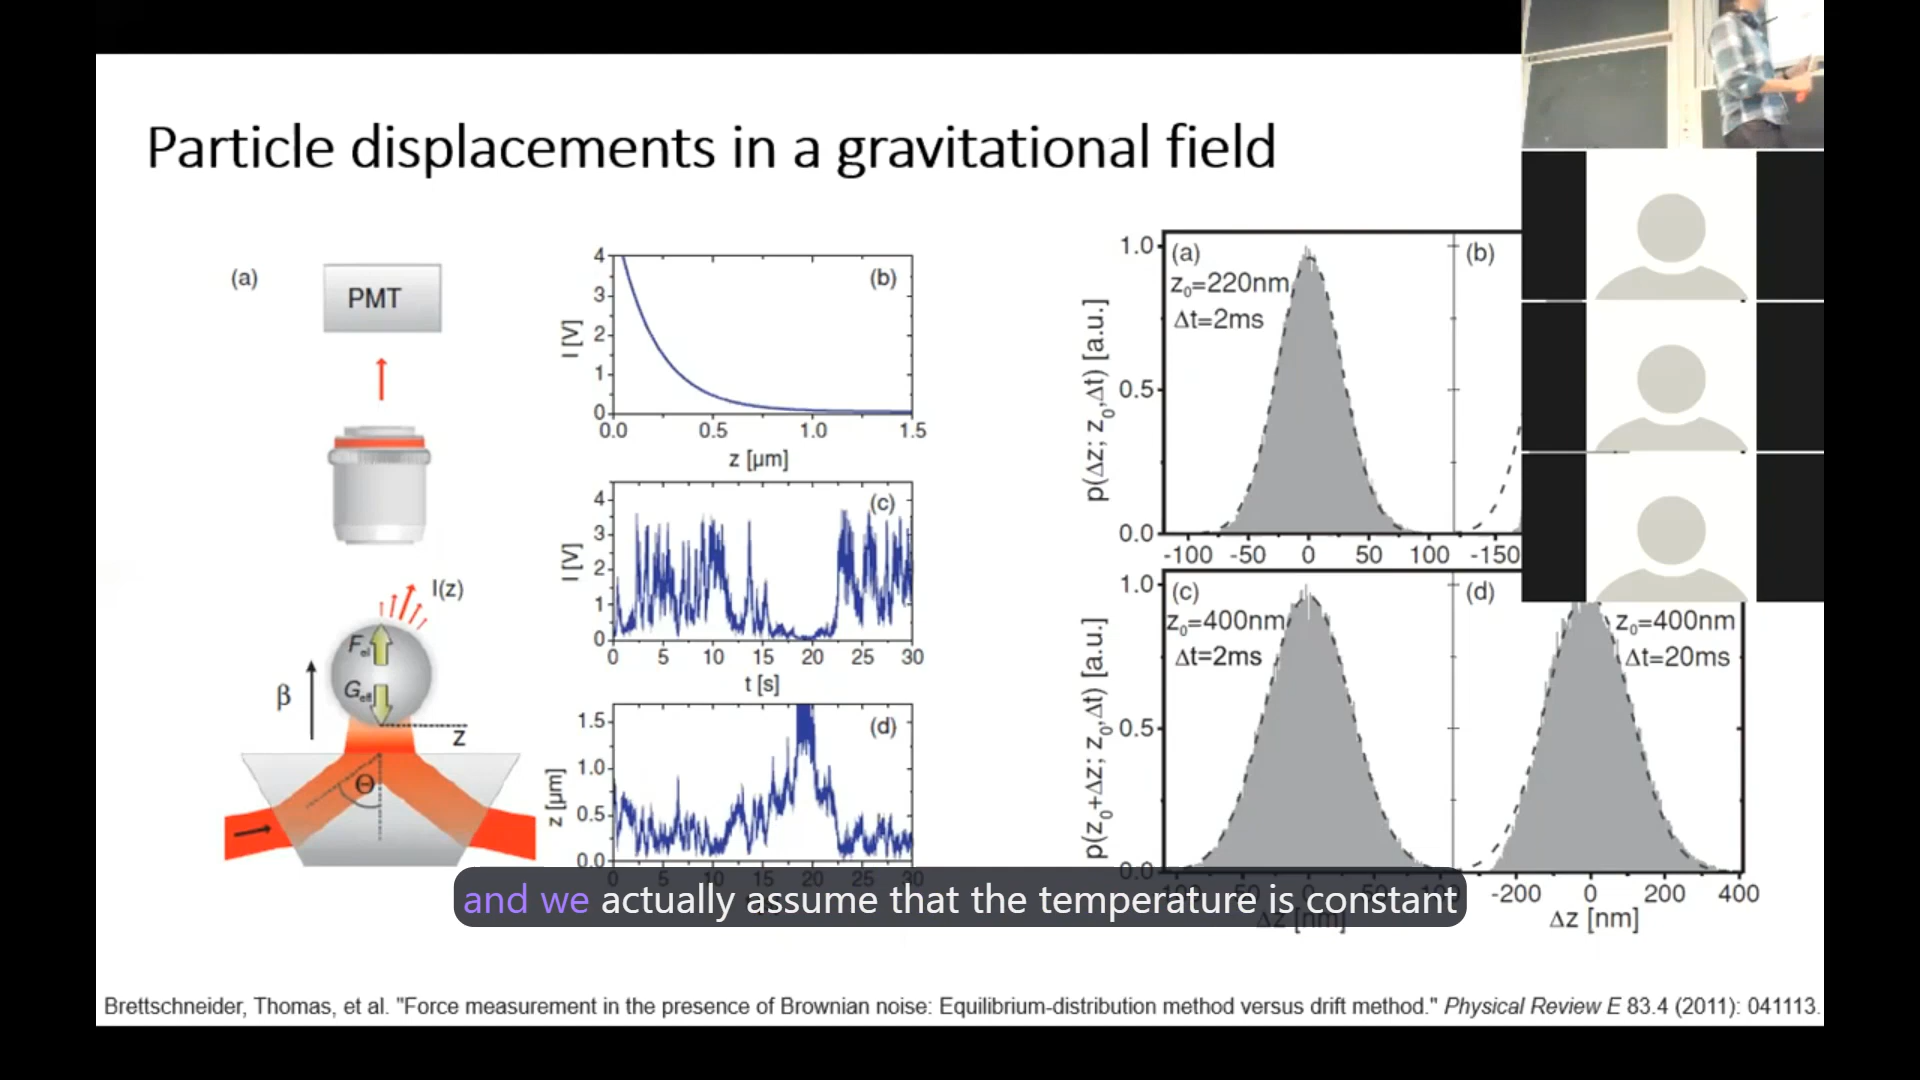 Particle displacements in a gravitational field
(a)
PMT
I(z)
F_el
G_eff
β
z
Θ
(b)
I [V]
4
3
2
1
0
0.0 0.5 1.0 1.5
z [µm]
(c)
I [V]
4
3
2
1
0
0 5 10 15 20 25 30
t [s]
(d)
z [µm]
1.5
1.0
0.5
0.0
0 5 10 15 20 25 30
p(Δz; z₀,Δt) [a.u.]
1.0
0.5
0.0
(a)
z₀=220nm
Δt=2ms
-100 -50 0 50 100
(b)
-150
p(z₀+Δz; z₀,Δt) [a.u.]
1.0
0.5
0.0
(c)
z₀=400nm
Δt=2ms
Δz [nm]
(d)
z₀=400nm
Δt=20ms
-200 0 200 400
Δz [nm]
and we actually assume that the temperature is constant
Brettschneider, Thomas, et al. "Force measurement in the presence of Brownian noise: Equilibrium-distribution method versus drift method." Physical Review E 83.4 (2011): 041113.